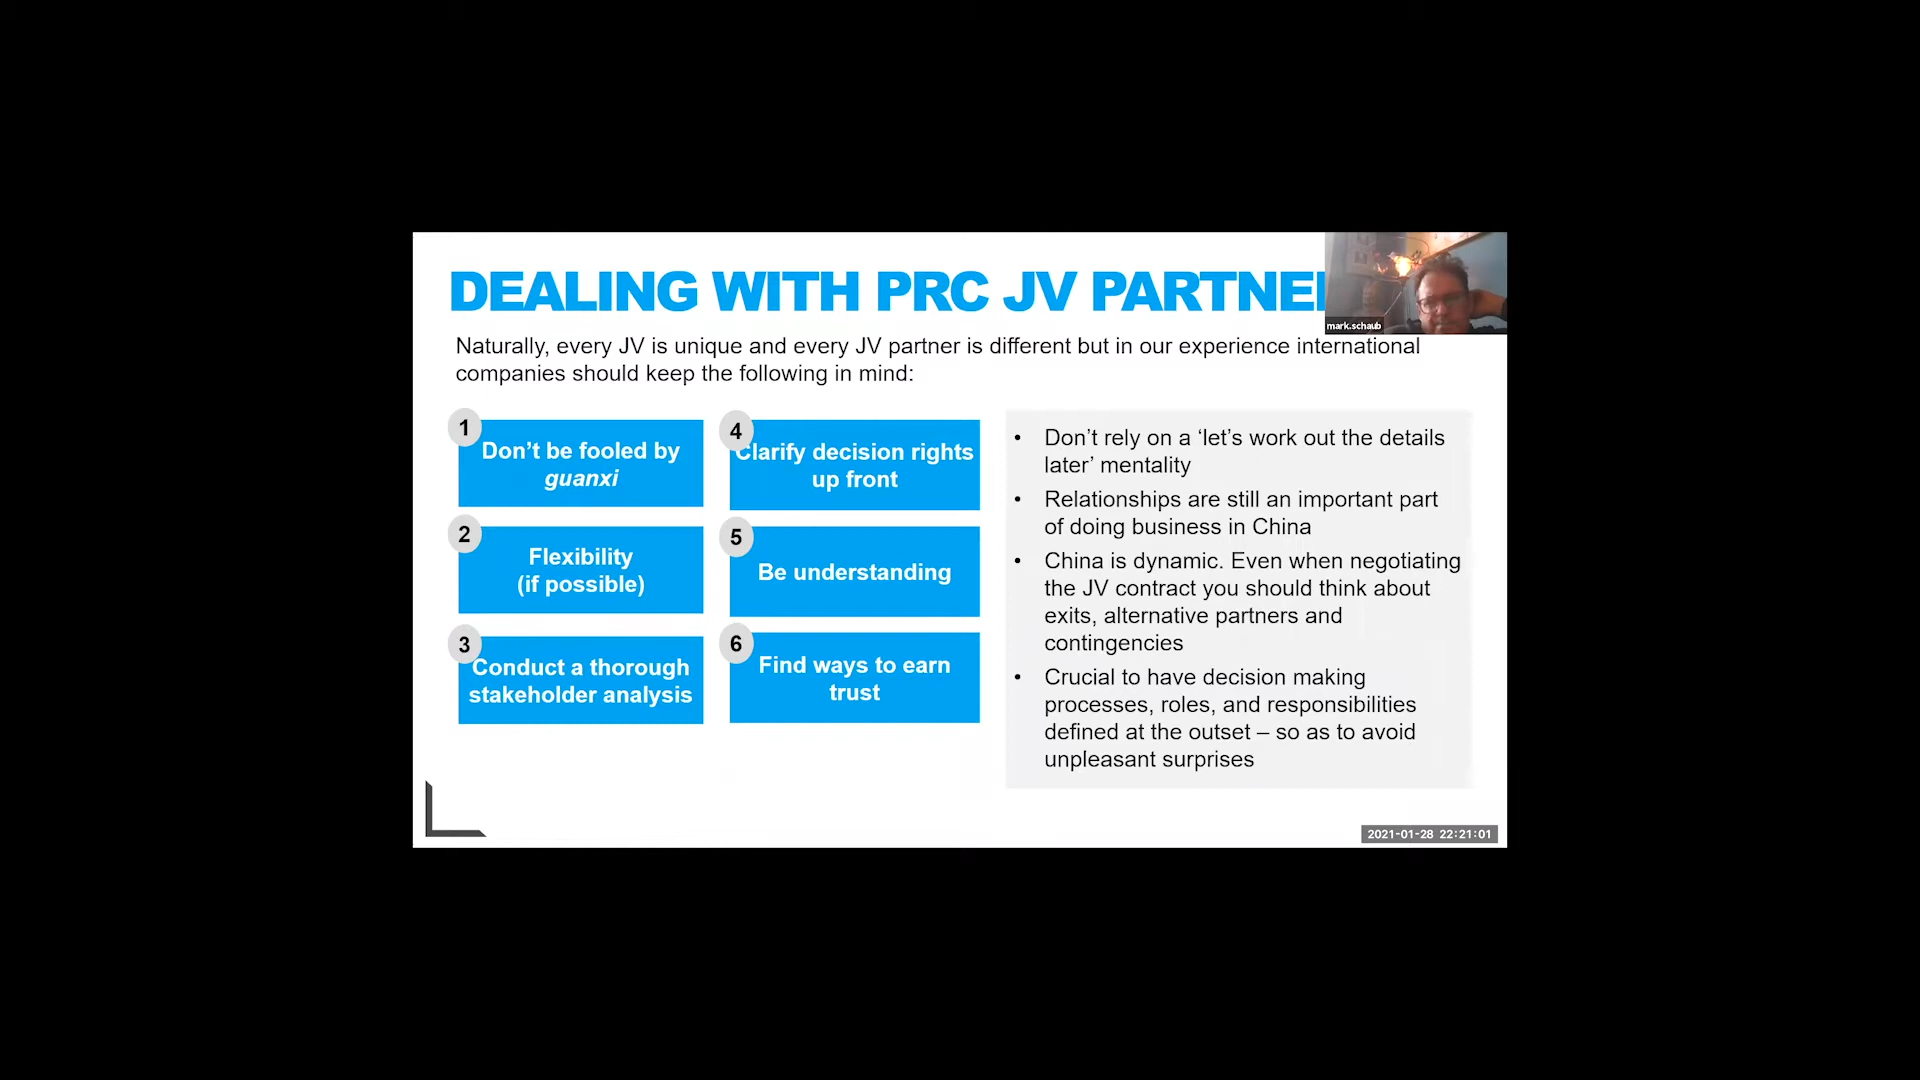 DEALING WITH PRC JV PARTNE
mark.schaub
Naturally, every JV is unique and every JV partner is different but in our experience international
companies should keep the following in mind:
1
Don’t be fooled by
guanxi
2
Flexibility
(if possible)
3
Conduct a thorough
stakeholder analysis
4
Clarify decision rights
up front
5
Be understanding
6
Find ways to earn
trust
• Don’t rely on a ‘let’s work out the details
later’ mentality
• Relationships are still an important part
of doing business in China
• China is dynamic. Even when negotiating
the JV contract you should think about
exits, alternative partners and
contingencies
• Crucial to have decision making
processes, roles, and responsibilities
defined at the outset – so as to avoid
unpleasant surprises
2021-01-28 22:21:01